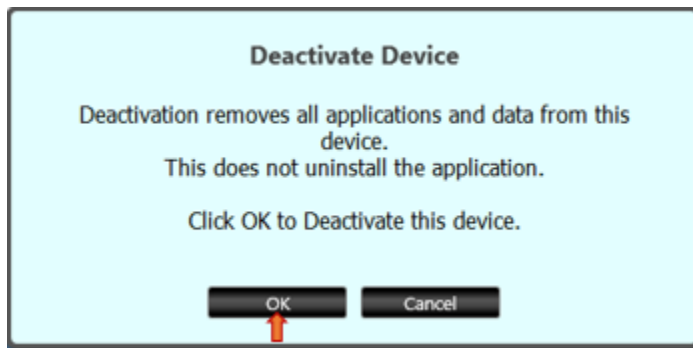 Deactivate Device
Deactivation removes all applications and data from this
device.
This does not uninstall the application.
Click OK to Deactivate this device.
OK Cancel